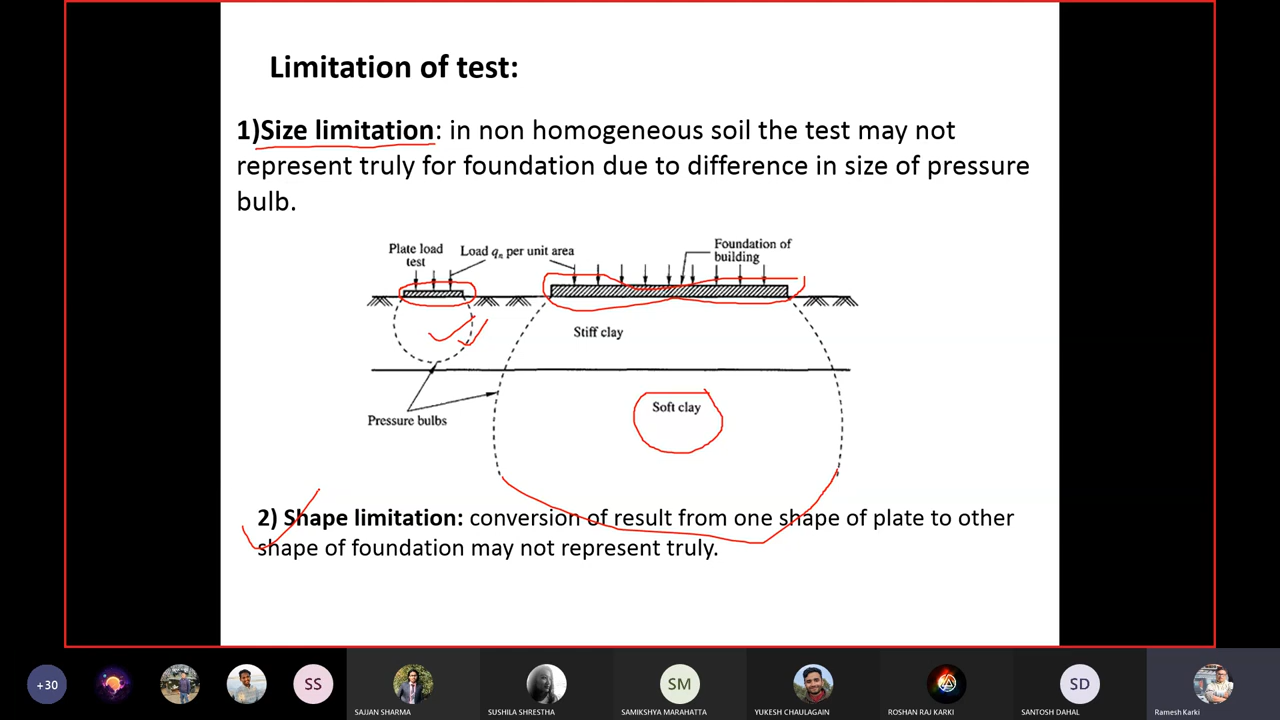 Limitation of test:
1)Size limitation: in non homogeneous soil the test may not
represent truly for foundation due to difference in size of pressure
bulb.
Plate load
test
Load qn per unit area
Foundation of
building
Stiff clay
Soft clay
Pressure bulbs
2) Shape limitation: conversion of result from one shape of plate to other
shape of foundation may not represent truly.
+30
SS
SM
SD
SAJJAN SHARMA
SUSHILA SHRESTHA
SAMIKSHYA MARAHATTA
YUKESH CHAULAGAIN
ROSHAN RAJ KARKI
SANTOSH DAHAL
Ramesh Karki